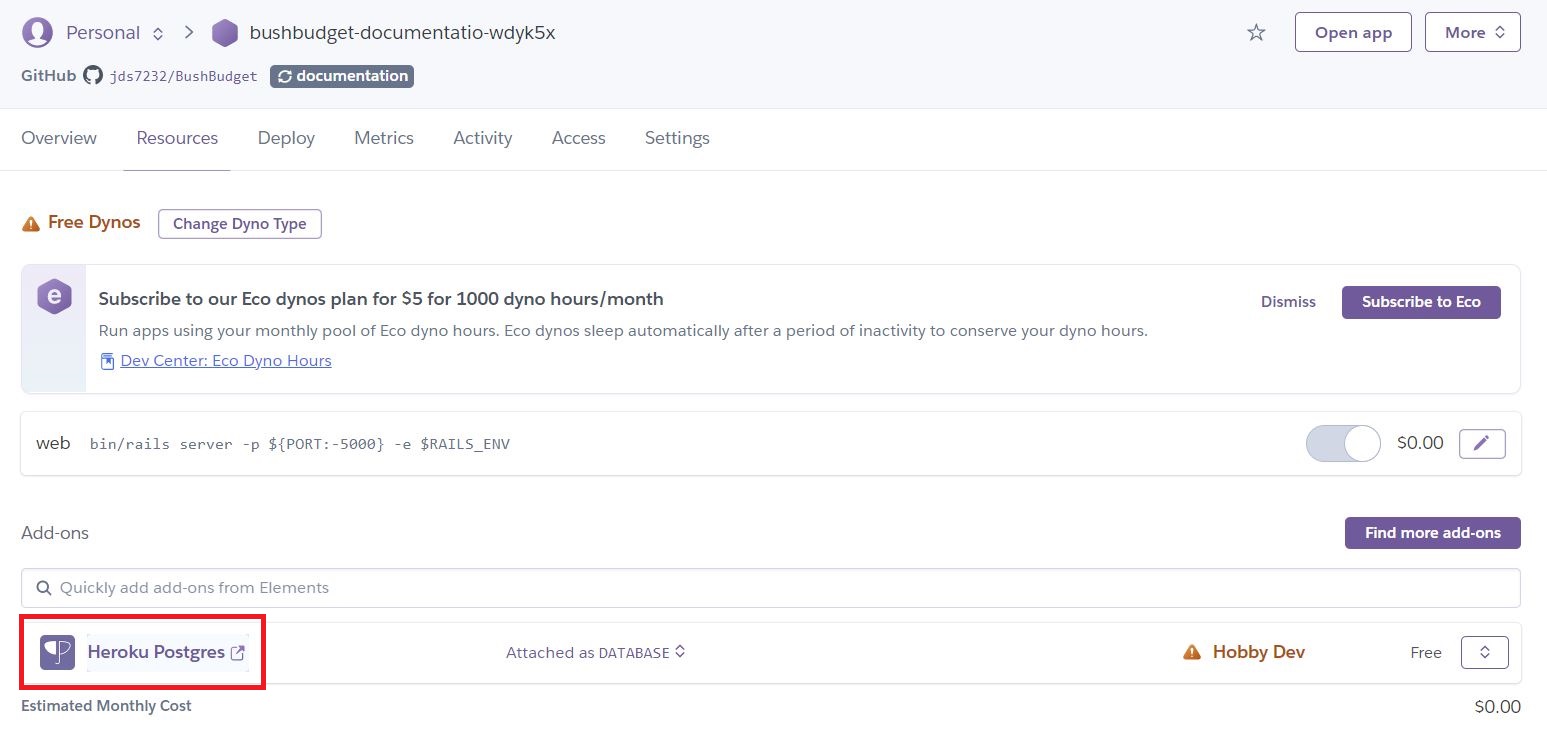 Personal > bushbudget-documentatio-wdyk5x Open app More
GitHub jds7232/BushBudget documentation
Overview Resources Deploy Metrics Activity Access Settings
Free Dynos Change Dyno Type
e
Subscribe to our Eco dynos plan for $5 for 1000 dyno hours/month Dismiss Subscribe to Eco
Run apps using your monthly pool of Eco dyno hours. Eco dynos sleep automatically after a period of inactivity to conserve your dyno hours.
Dev Center: Eco Dyno Hours
web bin/rails server -p ${PORT:-5000} -e $RAILS_ENV $0.00
Add-ons Find more add-ons
Quickly add add-ons from Elements
Heroku Postgres Attached as DATABASE Hobby Dev Free
Estimated Monthly Cost $0.00